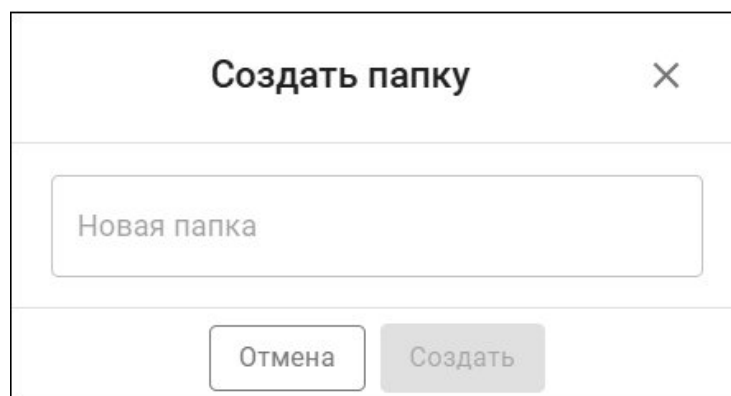 Создать папку
Новая папка
Отмена Создать